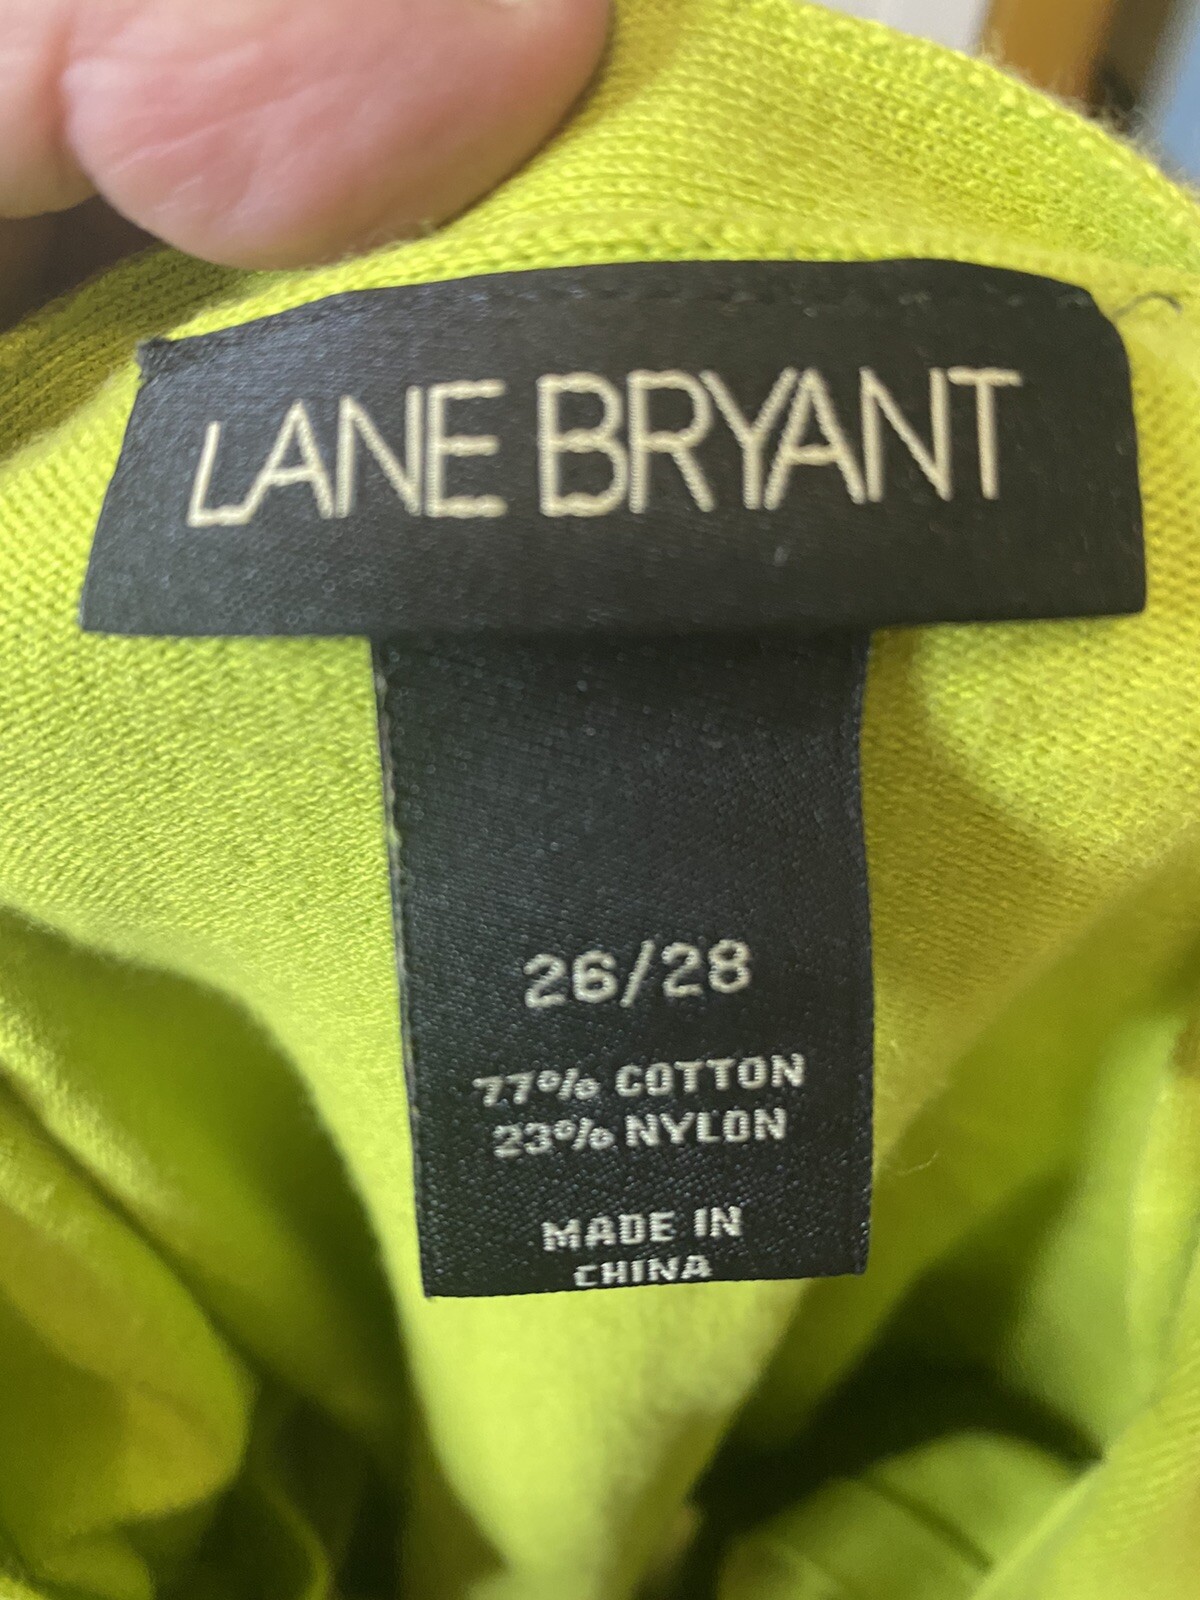 LANE BRYANT
26/28
77% COTTON
23% NYLON
MADE IN
CHINA